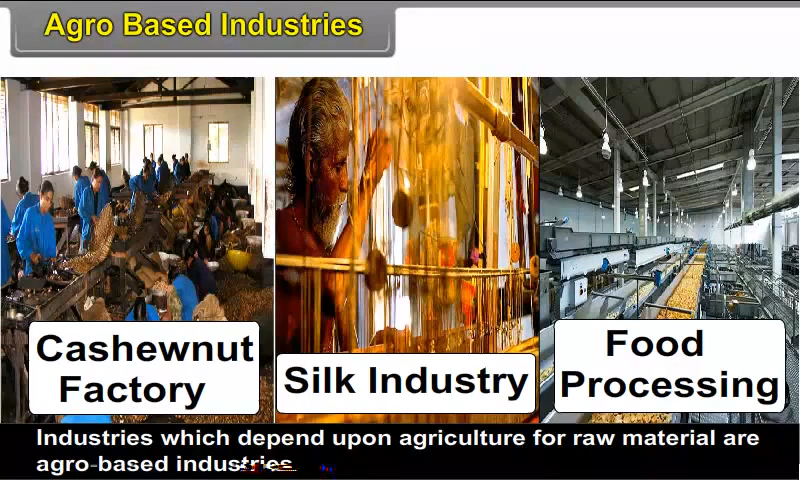 Agro Based Industries
Cashewnut
Factory
Silk Industry
Food
Processing
Industries which depend upon agriculture for raw material are
agro-based industries